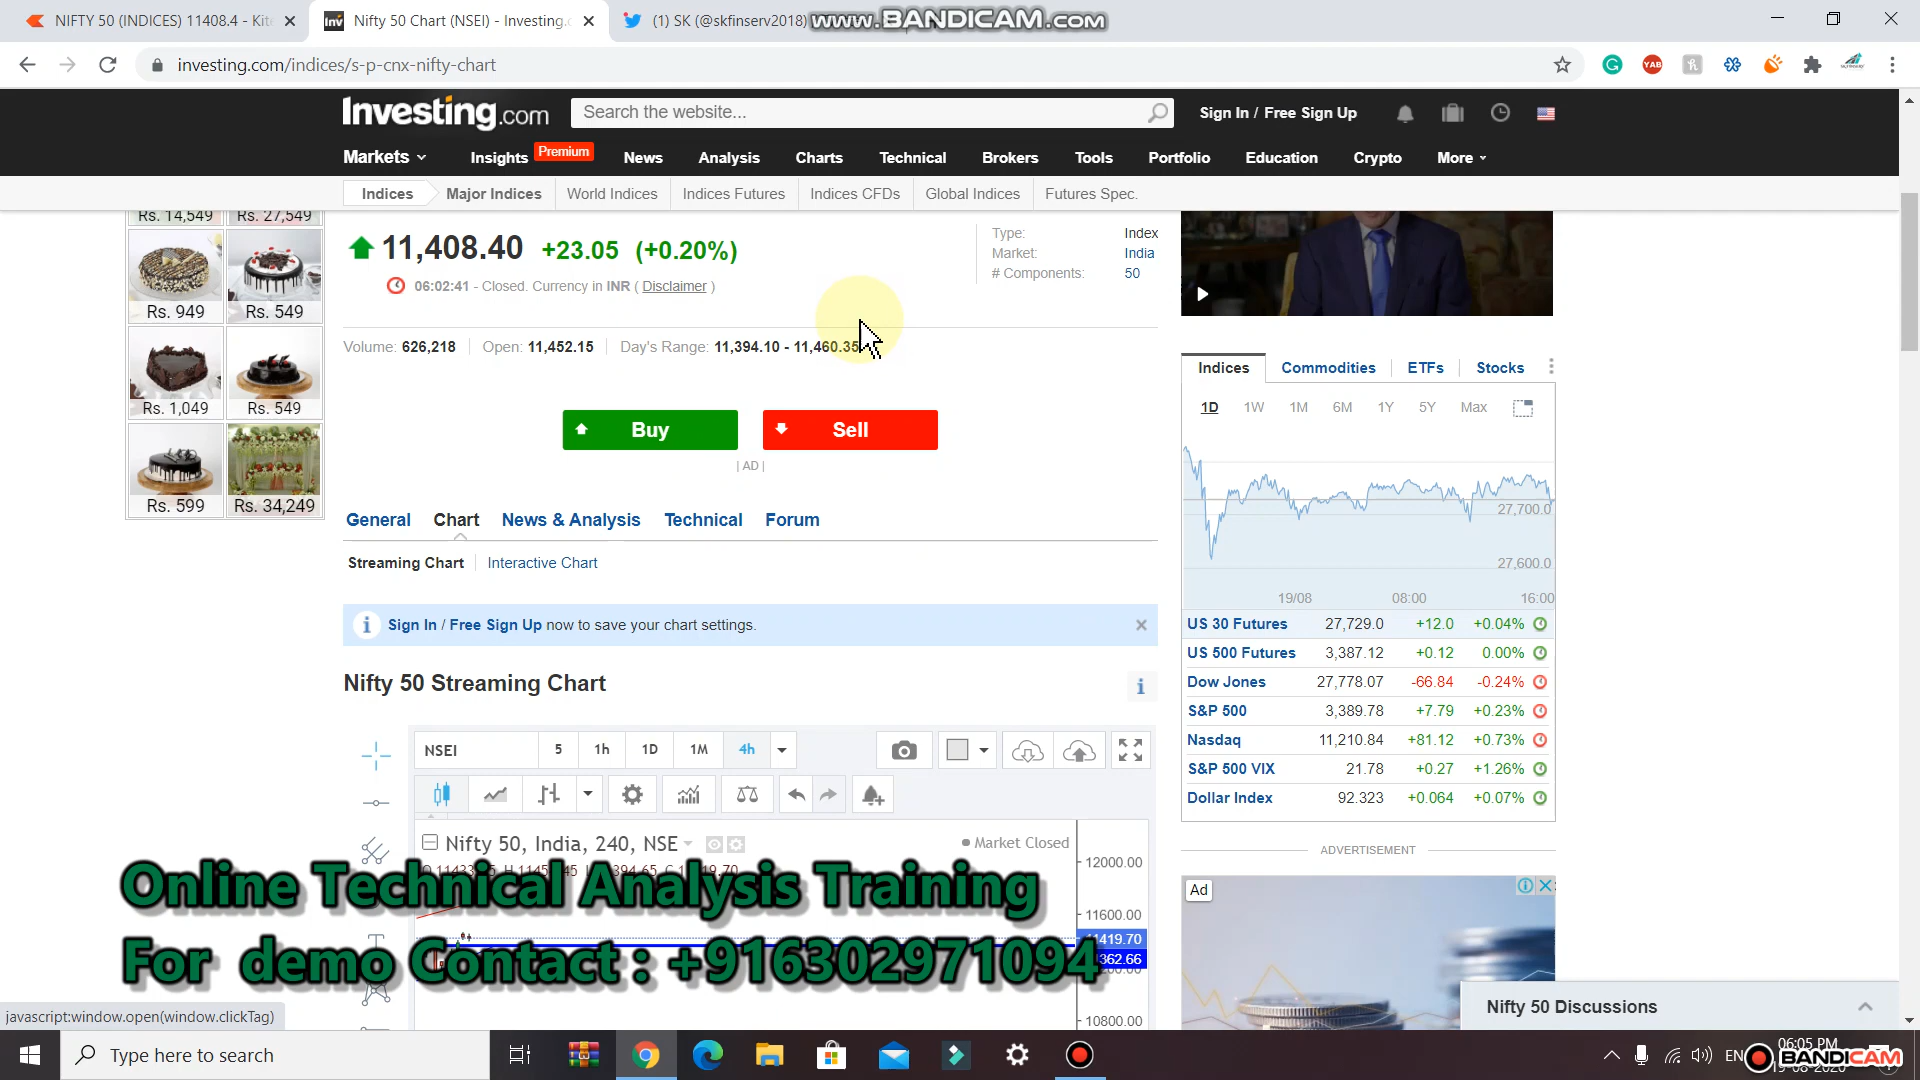 NIFTY 50 (INDICES) 11408.4 - Kite
Nifty 50 Chart (NSEI) - Investing.c
(1) SK (@skfinserv2018)
www.BANDICAM.com
investing.com/indices/s-p-cnx-nifty-chart
YAB
Investing.com
Search the website...
Sign In / Free Sign Up
Markets
Insights
Premium
News
Analysis
Charts
Technical
Brokers
Tools
Portfolio
Education
Crypto
More
Indices
Major Indices
World Indices
Indices Futures
Indices CFDs
Global Indices
Futures Spec.
Rs. 14,549
Rs. 27,549
Rs. 949
Rs. 549
Rs. 1,049
Rs. 549
Rs. 599
Rs. 34,249
11,408.40 +23.05 (+0.20%)
06:02:41 - Closed. Currency in INR ( Disclaimer )
Type: Index
Market: India
# Components: 50
Volume: 626,218
Open: 11,452.15
Day's Range: 11,394.10 - 11,460.35
Buy
Sell
| AD |
General
Chart
News & Analysis
Technical
Forum
Streaming Chart
Interactive Chart
Sign In / Free Sign Up now to save your chart settings.
Nifty 50 Streaming Chart
NSEI
5
1h
1D
1M
4h
Nifty 50, India, 240, NSE
Market Closed
12000.00
11600.00
11419.70
362.66
10800.00
Indices
Commodities
ETFs
Stocks
1D 1W 1M 6M 1Y 5Y Max
27,700.0
27,600.0
19/08 08:00 16:00
US 30 Futures 27,729.0 +12.0 +0.04%
US 500 Futures 3,387.12 +0.12 0.00%
Dow Jones 27,778.07 -66.84 -0.24%
S&P 500 3,389.78 +7.79 +0.23%
Nasdaq 11,210.84 +81.12 +0.73%
S&P 500 VIX 21.78 +0.27 +1.26%
Dollar Index 92.323 +0.064 +0.07%
ADVERTISEMENT
Ad
Nifty 50 Discussions
Online Technical Analysis Training
For demo Contact : +916302971094
javascript:window.open(window.clickTag)
Type here to search
06:05 PM
19-08-2020
BANDICAM